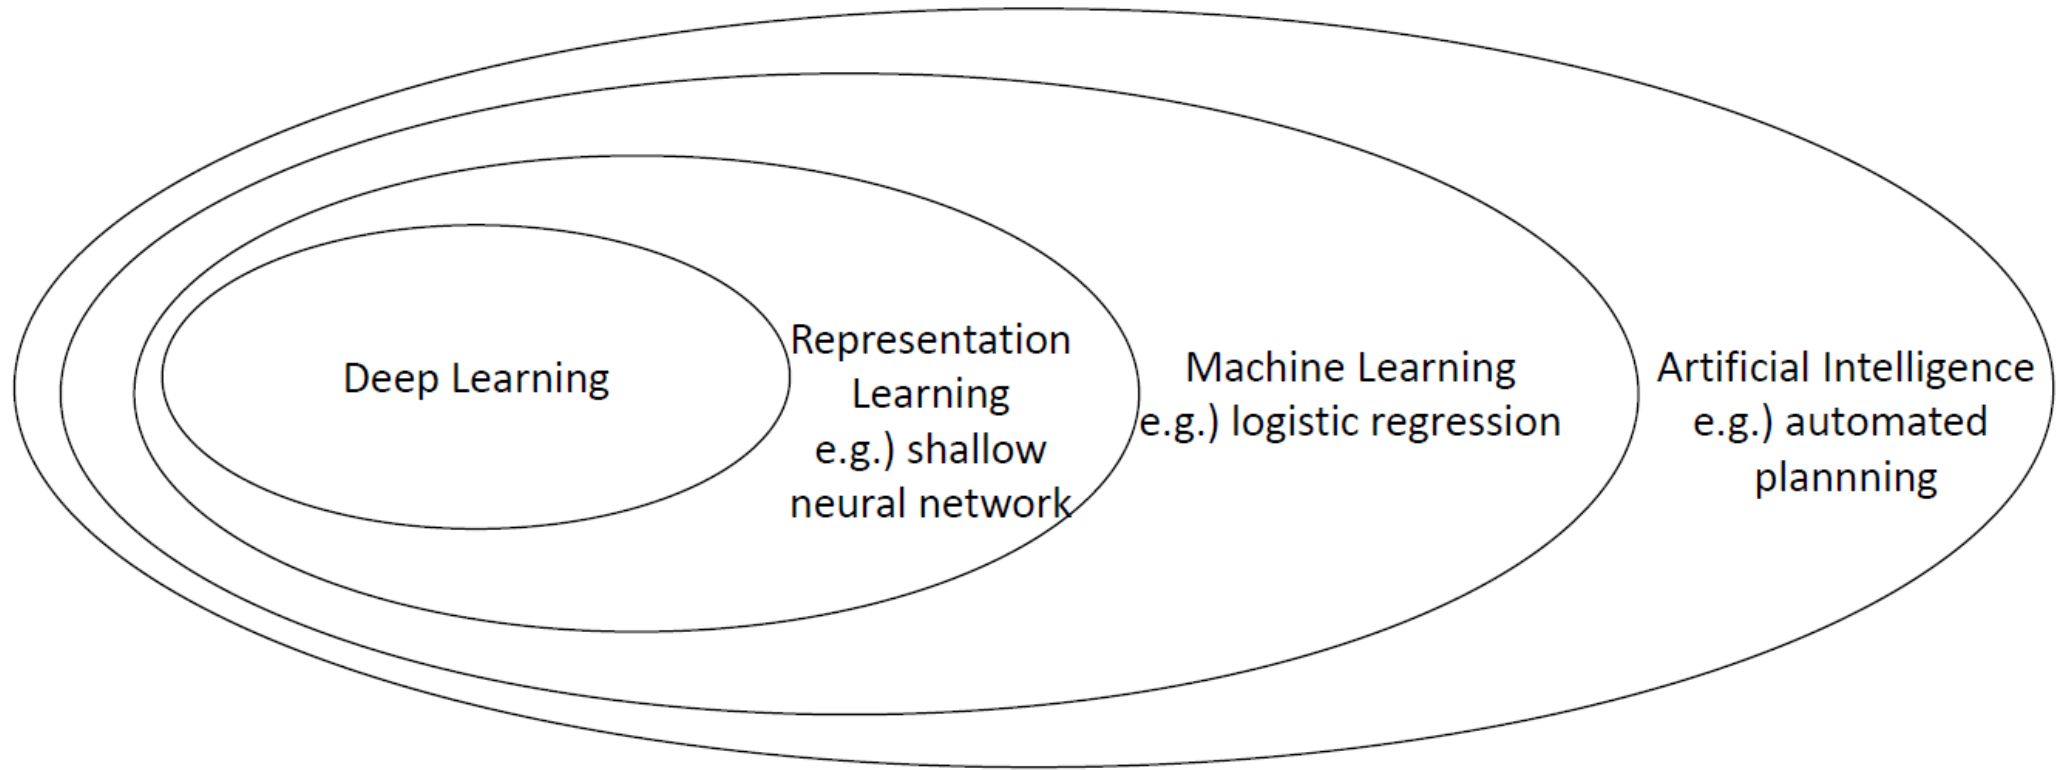 Deep Learning
Representation
Learning
e.g.) shallow
neural network
Machine Learning
e.g.) logistic regression
Artificial Intelligence
e.g.) automated
plannning